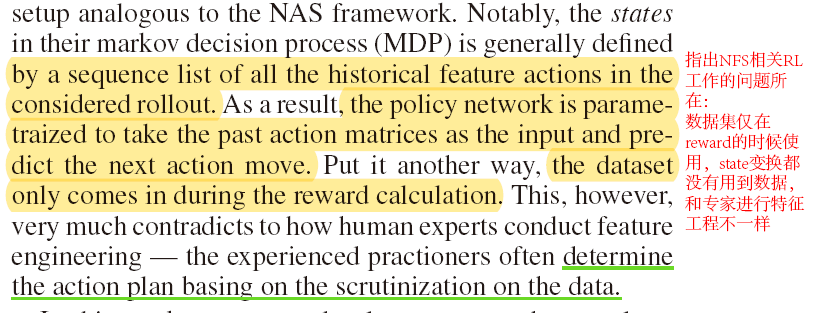 setup analogous to the NAS framework. Notably, the states
in their markov decision process (MDP) is generally defined
by a sequence list of all the historical feature actions in the
considered rollout. As a result, the policy network is parame-
traized to take the past action matrices as the input and pre-
dict the next action move. Put it another way, the dataset
only comes in during the reward calculation. This, however,
very much contradicts to how human experts conduct feature
engineering — the experienced practioners often determine
the action plan basing on the scrutinization on the data.
指出NFS相关RL
工作的问题所
在:
数据集仅在
reward的时候使
用，state变换都
没有用到数据，
和专家进行特征
工程不一样